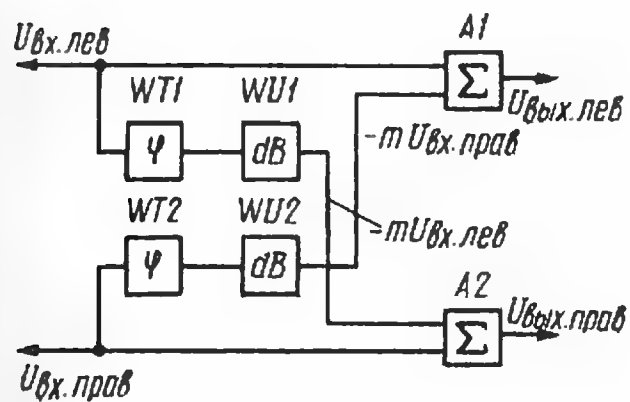 Uвх.лев
A1
WT1 WU1
Σ
Uвых.лев
-mUвх.прав
φ
dB
WT2 WU2
-mUвх.лев
φ
dB
A2
Σ
Uвых.прав
Uвх.прав